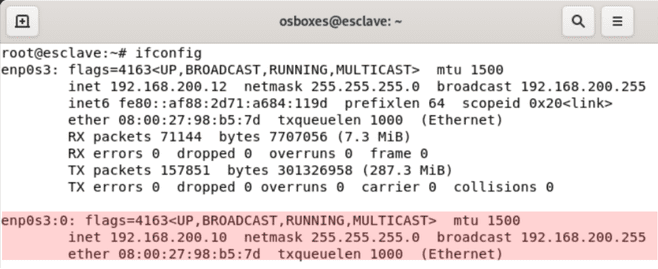 osboxes@esclave: ~
root@esclave:~# ifconfig
enp0s3: flags=4163<UP,BROADCAST,RUNNING,MULTICAST>  mtu 1500
        inet 192.168.200.12  netmask 255.255.255.0  broadcast 192.168.200.255
        inet6 fe80::af88:2d71:a684:119d  prefixlen 64  scopeid 0x20<link>
        ether 08:00:27:98:b5:7d  txqueuelen 1000  (Ethernet)
        RX packets 71144  bytes 7707056 (7.3 MiB)
        RX errors 0  dropped 0  overruns 0  frame 0
        TX packets 157851  bytes 301326958 (287.3 MiB)
        TX errors 0  dropped 0 overruns 0  carrier 0  collisions 0
enp0s3:0: flags=4163<UP,BROADCAST,RUNNING,MULTICAST>  mtu 1500
        inet 192.168.200.10  netmask 255.255.255.0  broadcast 192.168.200.255
        ether 08:00:27:98:b5:7d  txqueuelen 1000  (Ethernet)